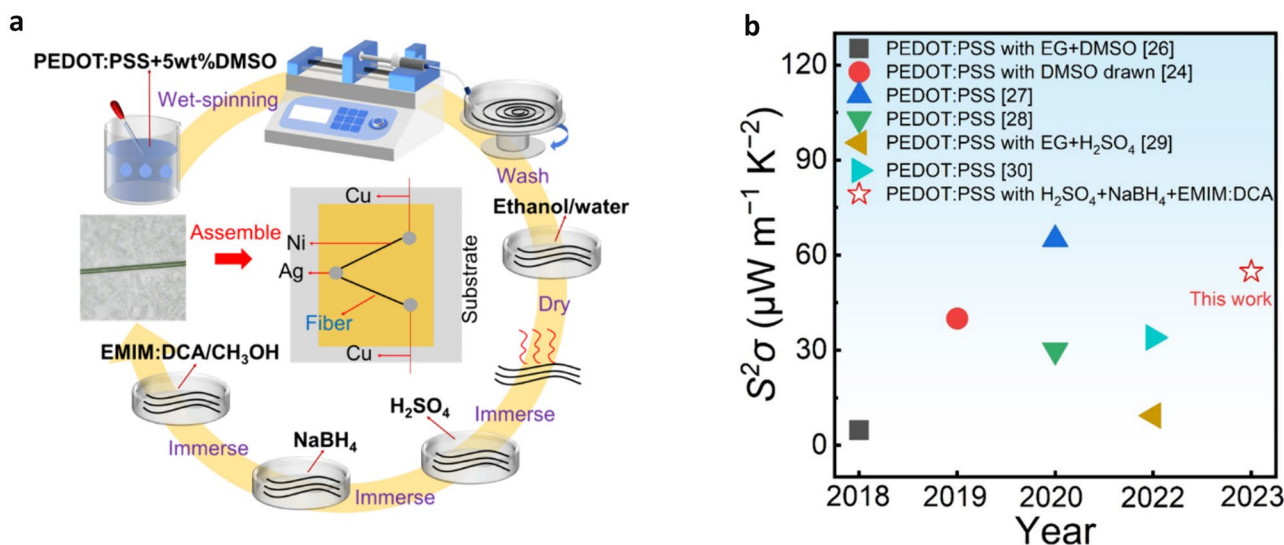 a
PEDOT:PSS+5wt%DMSO
Wet-spinning
Wash
Ethanol/water
Dry
Immerse
H₂SO₄
Immerse
NaBH₄
Immerse
EMIM:DCA/CH₃OH
Assemble
Cu
Ni
Ag
Fiber
Cu
Substrate
b
PEDOT:PSS with EG+DMSO [26]
PEDOT:PSS with DMSO drawn [24]
PEDOT:PSS [27]
PEDOT:PSS [28]
PEDOT:PSS with EG+H₂SO₄ [29]
PEDOT:PSS [30]
PEDOT:PSS with H₂SO₄+NaBH₄+EMIM:DCA
This work
S²σ (μW m⁻¹ K⁻²)
120
90
60
30
0
2018 2019 2020 2022 2023
Year